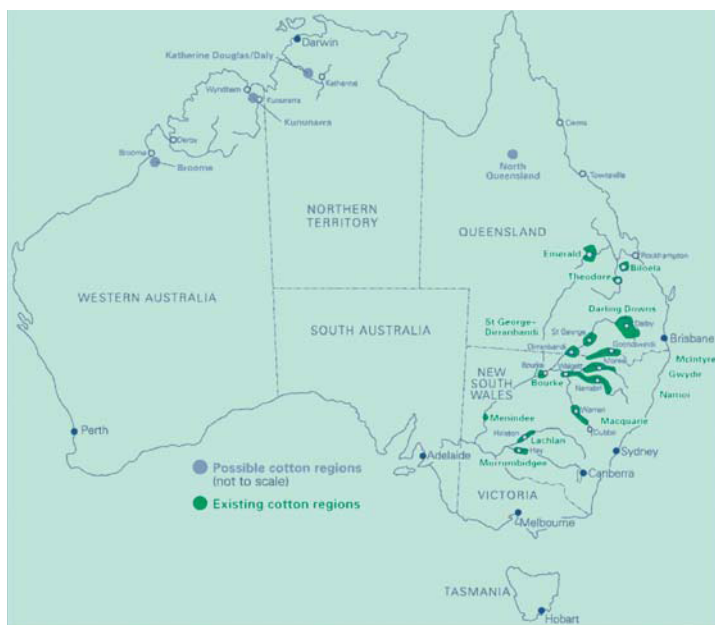 Darwin
Katherine Douglas/Daly
Katherine
Wyndham
Kununurra
Kununurra
Derby
Broome
Broome
Cairns
North
Queensland
Townsville
NORTHERN
TERRITORY
QUEENSLAND
Emerald
Rockhampton
Biloela
Theodore
WESTERN AUSTRALIA
SOUTH AUSTRALIA
Darling Downs
St George-
Dirranbandi
St George
Dalby
Brisbane
Dirranbandi
Goondiwindi
McIntyre
NEW
SOUTH
WALES
Bourke
Walgett
Moree
Gwydir
Bourke
Narrabri
Namoi
Menindee
Warren
Macquarie
Perth
Hillston
Dubbo
Lachlan
Sydney
Adelaide
Hay
Murrumbidgee
Canberra
Possible cotton regions
(not to scale)
Existing cotton regions
VICTORIA
Melbourne
TASMANIA
Hobart